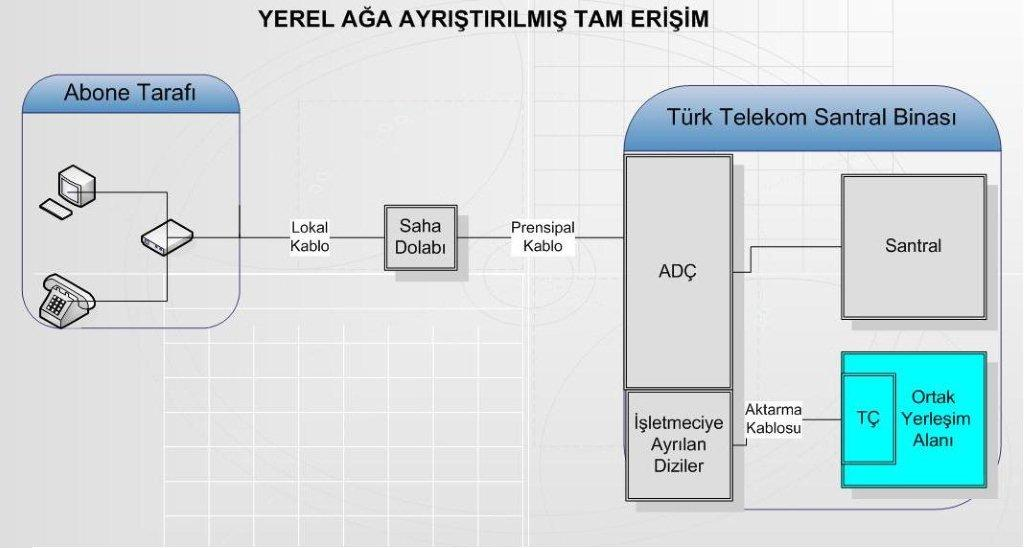 YEREL AĞA AYRIŞTIRILMIŞ TAM ERİŞİM
Abone Tarafı
Türk Telekom Santral Binası
Lokal
Kablo
Saha
Dolabı
Prensipal
Kablo
ADÇ
Santral
İşletmeciye
Ayrılan
Diziler
Aktarma
Kablosu
TÇ
Ortak
Yerleşim
Alanı